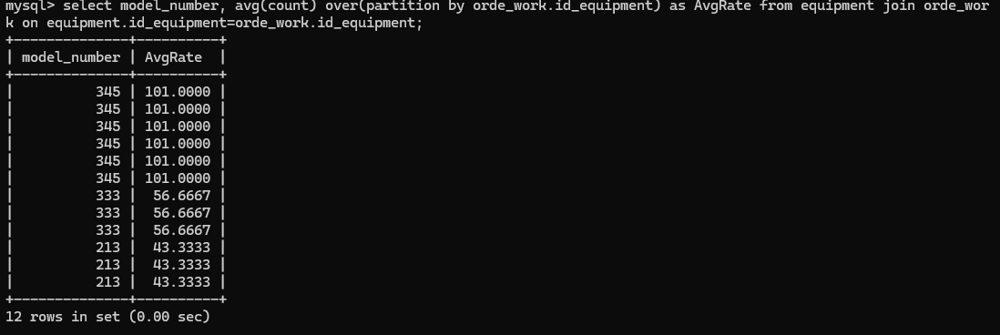 mysql> select model_number, avg(count) over(partition by orde_work.id_equipment) as AvgRate from equipment join orde_wor
k on equipment.id_equipment=orde_work.id_equipment;
+--------------+----------+
| model_number | AvgRate  |
+--------------+----------+
|          345 | 101.0000 |
|          345 | 101.0000 |
|          345 | 101.0000 |
|          345 | 101.0000 |
|          345 | 101.0000 |
|          345 | 101.0000 |
|          333 |  56.6667 |
|          333 |  56.6667 |
|          333 |  56.6667 |
|          213 |  43.3333 |
|          213 |  43.3333 |
|          213 |  43.3333 |
+--------------+----------+
12 rows in set (0.00 sec)